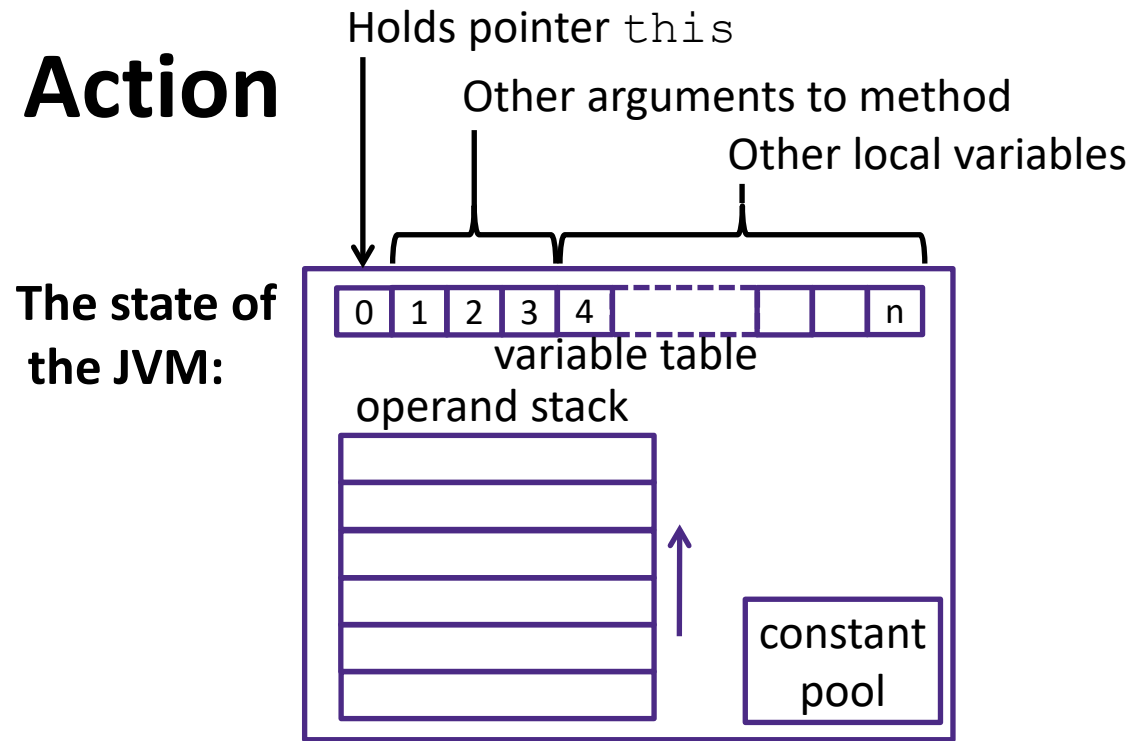 Holds pointer this
Action
Other arguments to method
Other local variables
The state of
the JVM:
0 1 2 3 4 n
variable table
operand stack
constant
pool